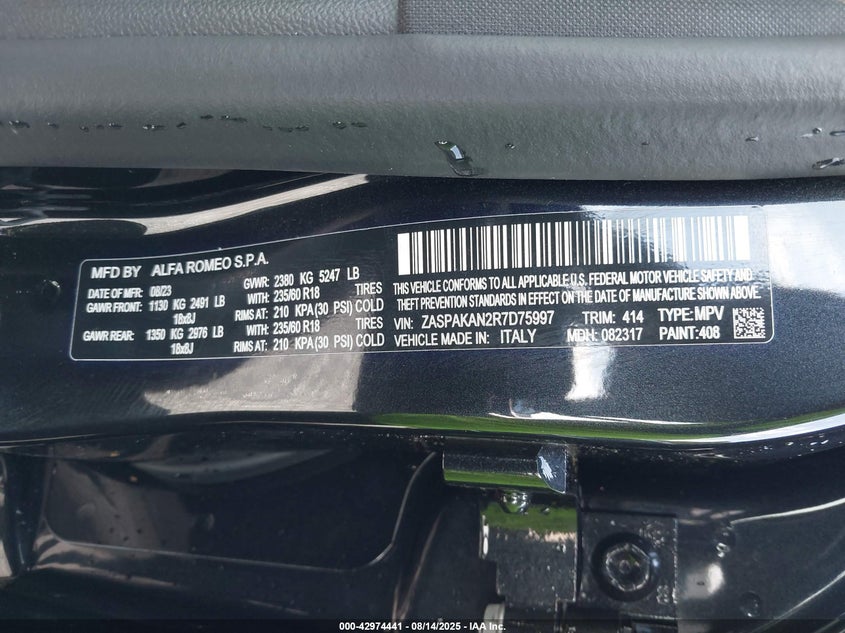 MFD BY ALFA ROMEO S.P.A.
DATE OF MFR: 08/23 GVWR: 2380 KG 5247 LB
GAWR FRONT: 1130 KG 2491 LB WITH: 235/60 R18 TIRES
18x8J RIMS AT: 210 KPA (30 PSI) COLD
GAWR REAR: 1350 KG 2976 LB WITH: 235/60 R18 TIRES
18x8J RIMS AT: 210 KPA (30 PSI) COLD
THIS VEHICLE CONFORMS TO ALL APPLICABLE U.S. FEDERAL MOTOR VEHICLE SAFETY AND
THEFT PREVENTION STANDARDS IN EFFECT ON THE DATE OF MANUFACTURE SHOWN ABOVE.
VIN: ZASPAKAN2R7D75997 TRIM: 414 TYPE: MPV
VEHICLE MADE IN: ITALY MDH: 082317 PAINT: 408
000-42974441 - 08/14/2025 - IAA Inc.